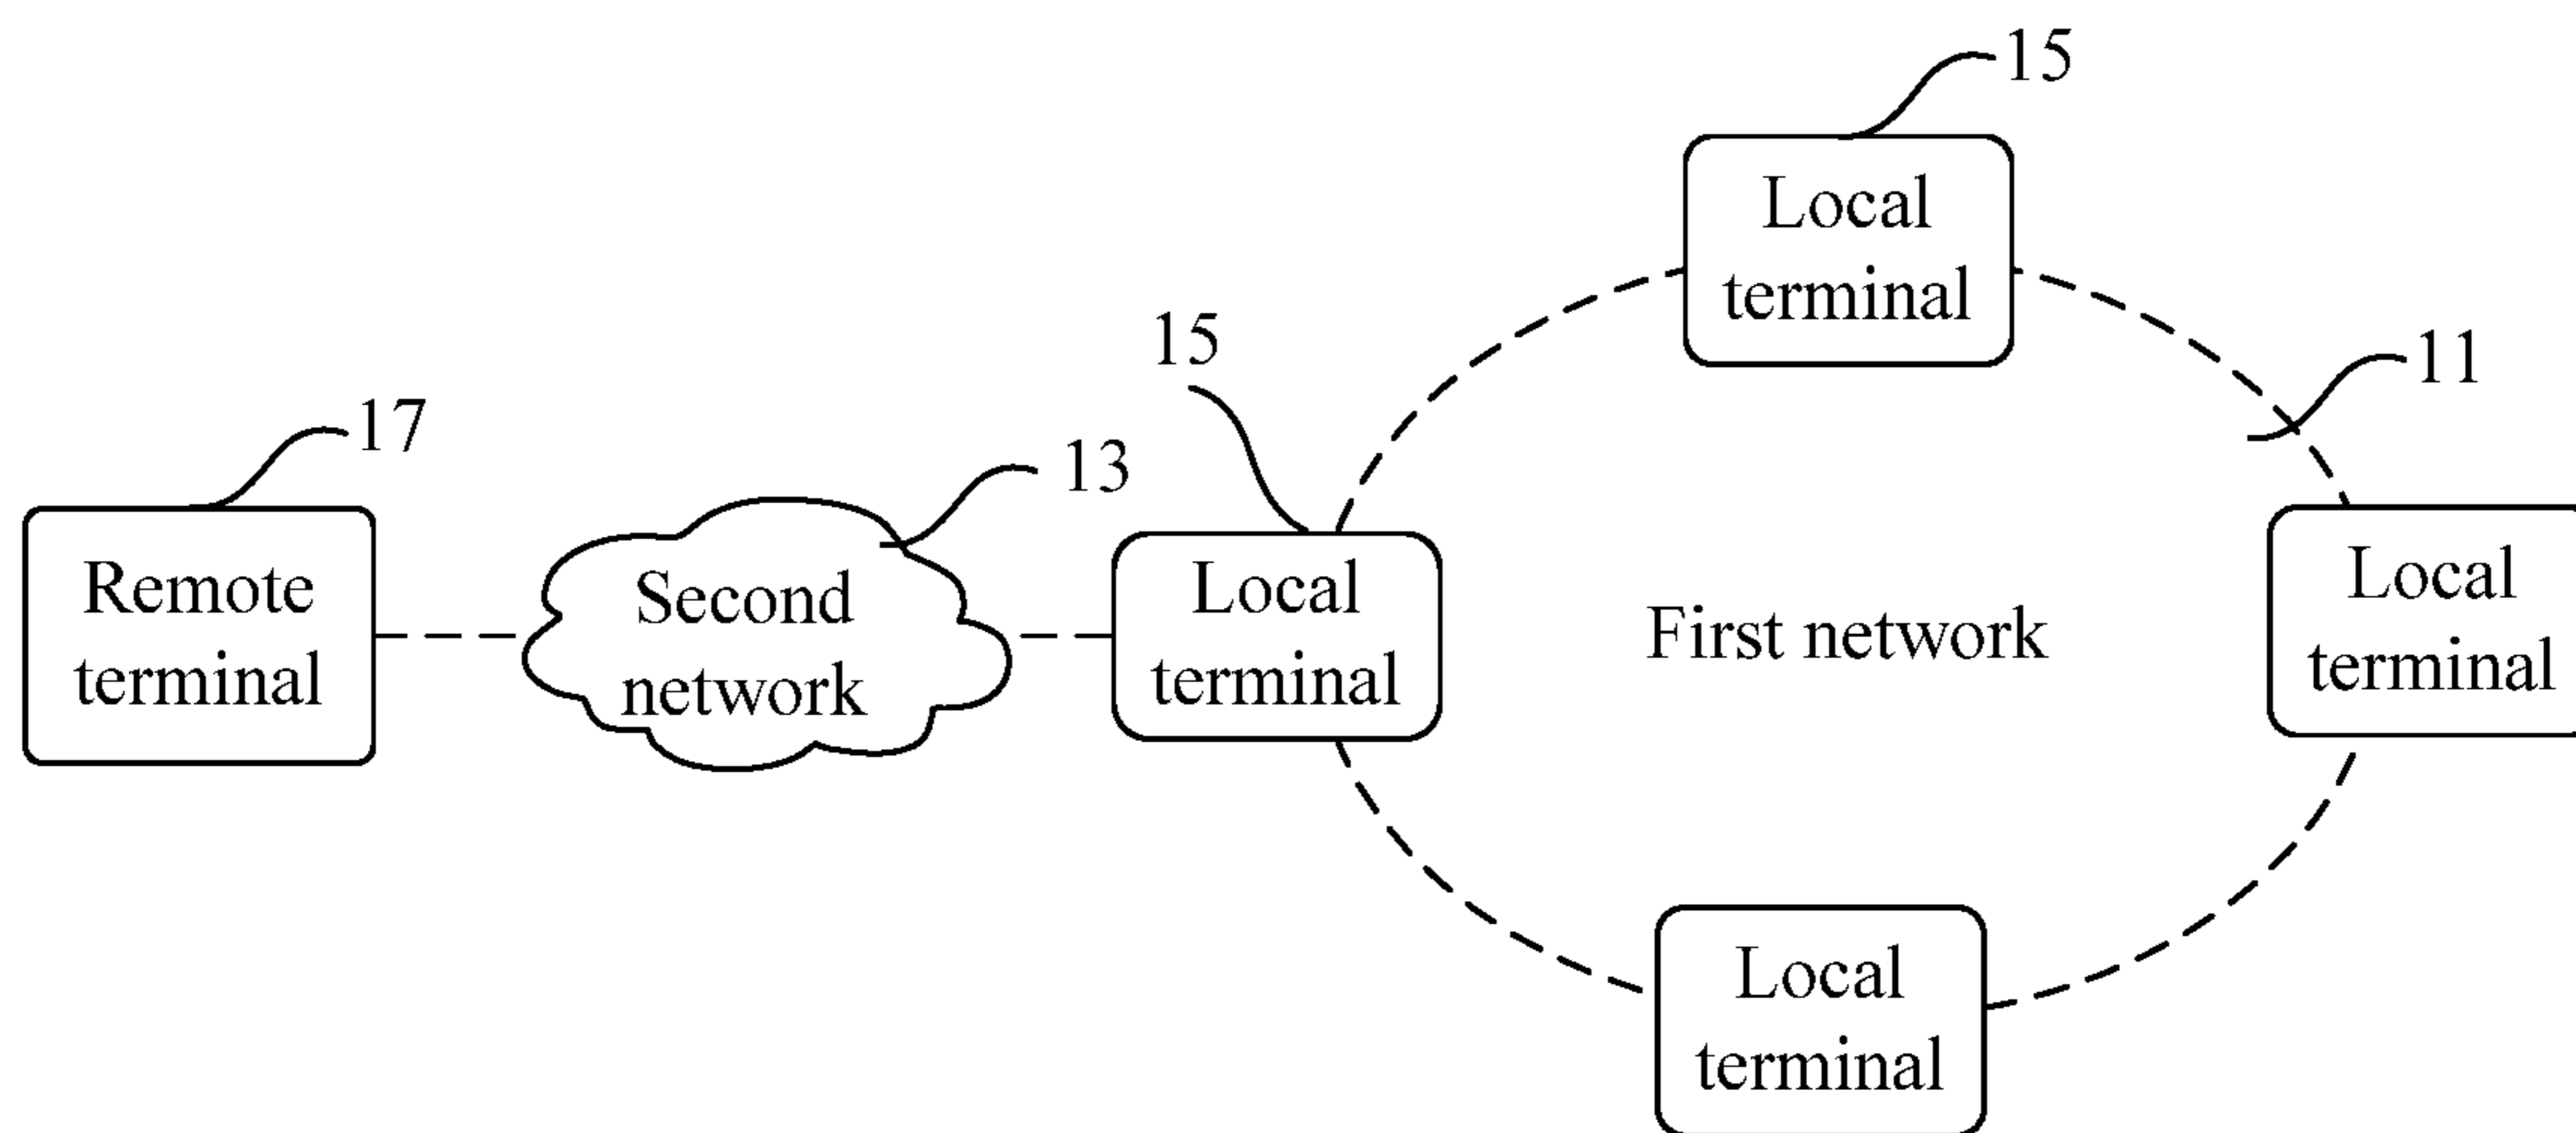 15
Local
terminal
15
11
17
13
Remote
terminal
Second
network
Local
terminal
First network
Local
terminal
Local
terminal